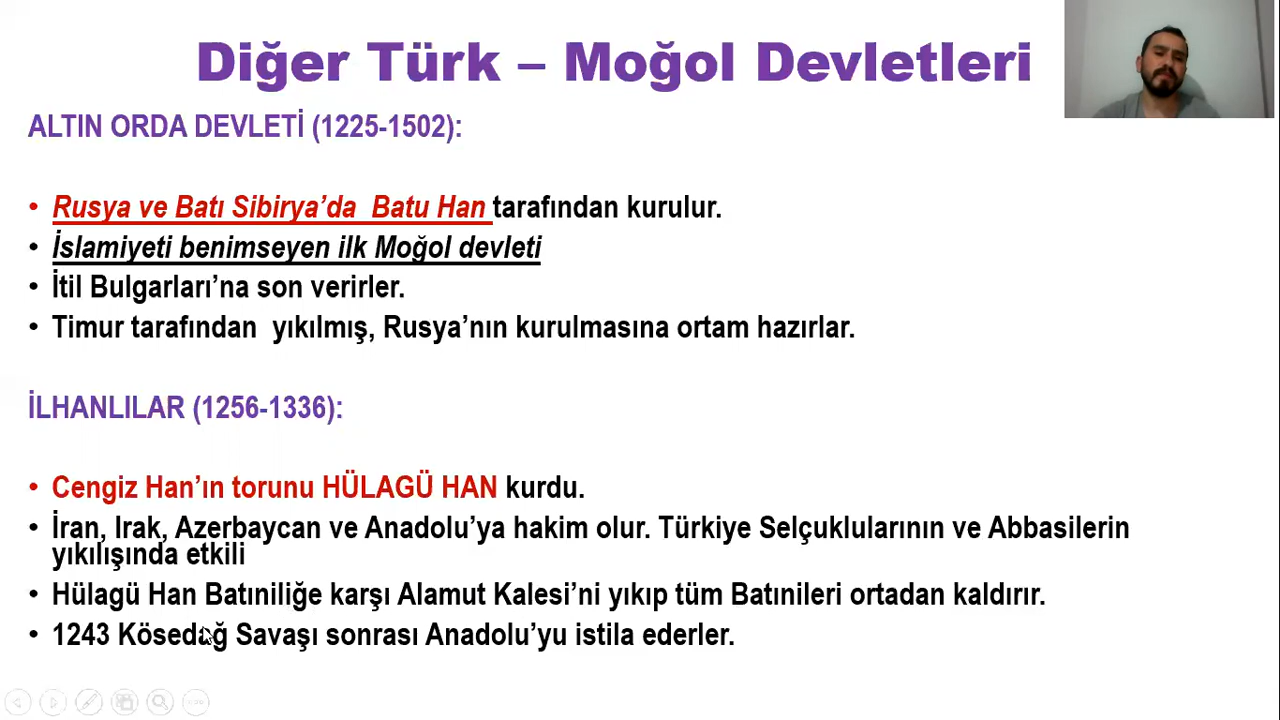 Diğer Türk – Moğol Devletleri
ALTIN ORDA DEVLETİ (1225-1502):
• Rusya ve Batı Sibirya’da Batu Han tarafından kurulur.
• İslamiyeti benimseyen ilk Moğol devleti
• İtil Bulgarları’na son verirler.
• Timur tarafından yıkılmış, Rusya’nın kurulmasına ortam hazırlar.
İLHANLILAR (1256-1336):
• Cengiz Han’ın torunu HÜLAGÜ HAN kurdu.
• İran, Irak, Azerbaycan ve Anadolu’ya hakim olur. Türkiye Selçuklularının ve Abbasilerin
yıkılışında etkili
• Hülagü Han Batıniliğe karşı Alamut Kalesi’ni yıkıp tüm Batınileri ortadan kaldırır.
• 1243 Kösedağ Savaşı sonrası Anadolu’yu istila ederler.